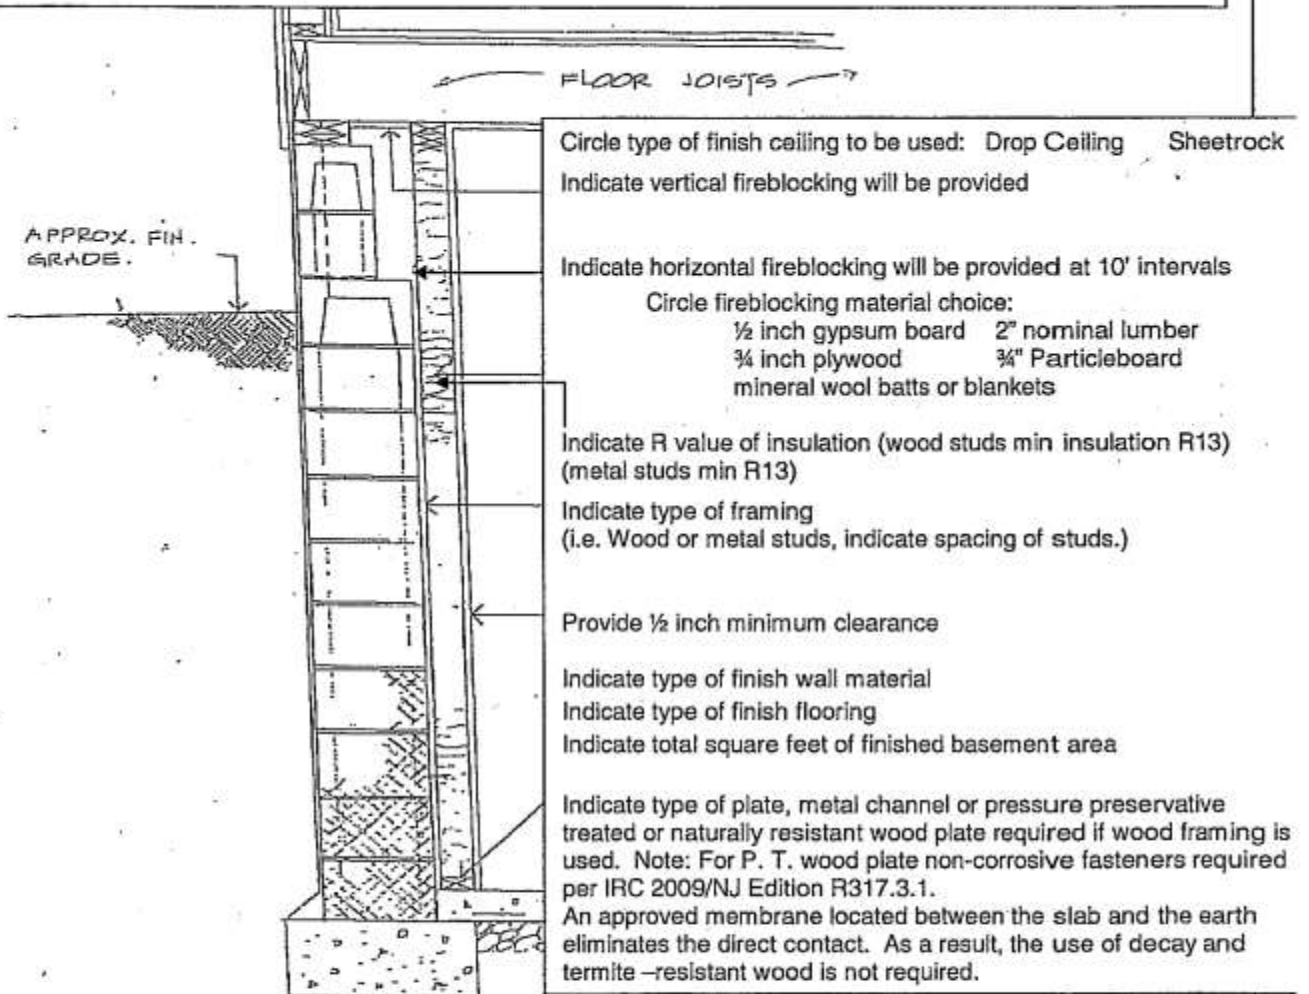 FLOOR JOISTS
Circle type of finish ceiling to be used: Drop Ceiling Sheetrock
Indicate vertical fireblocking will be provided
APPROX. FIN.
GRADE.
Indicate horizontal fireblocking will be provided at 10' intervals
Circle fireblocking material choice:
½ inch gypsum board 2" nominal lumber
¾ inch plywood ¾" Particleboard
mineral wool batts or blankets
Indicate R value of insulation (wood studs min insulation R13)
(metal studs min R13)
Indicate type of framing
(i.e. Wood or metal studs, indicate spacing of studs.)
Provide ½ inch minimum clearance
Indicate type of finish wall material
Indicate type of finish flooring
Indicate total square feet of finished basement area
Indicate type of plate, metal channel or pressure preservative
treated or naturally resistant wood plate required if wood framing is
used. Note: For P. T. wood plate non-corrosive fasteners required
per IRC 2009/NJ Edition R317.3.1.
An approved membrane located between the slab and the earth
eliminates the direct contact. As a result, the use of decay and
termite –resistant wood is not required.